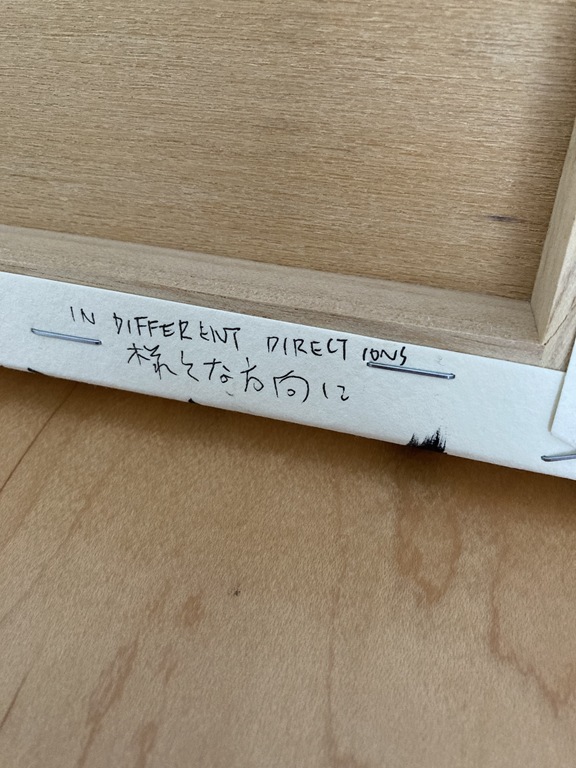 IN DIFFERENT DIRECTIONS
様々な方向に